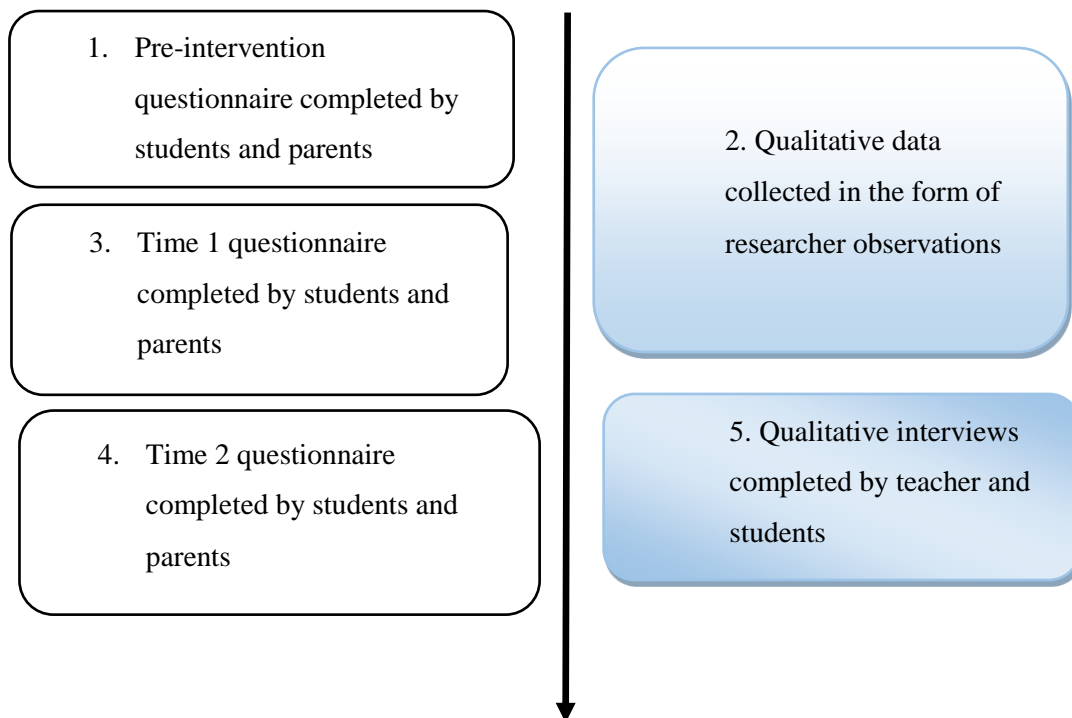 1. Pre-intervention
questionnaire completed by
students and parents
2. Qualitative data
collected in the form of
researcher observations
3. Time 1 questionnaire
completed by students and
parents
4. Time 2 questionnaire
completed by students and
parents
5. Qualitative interviews
completed by teacher and
students